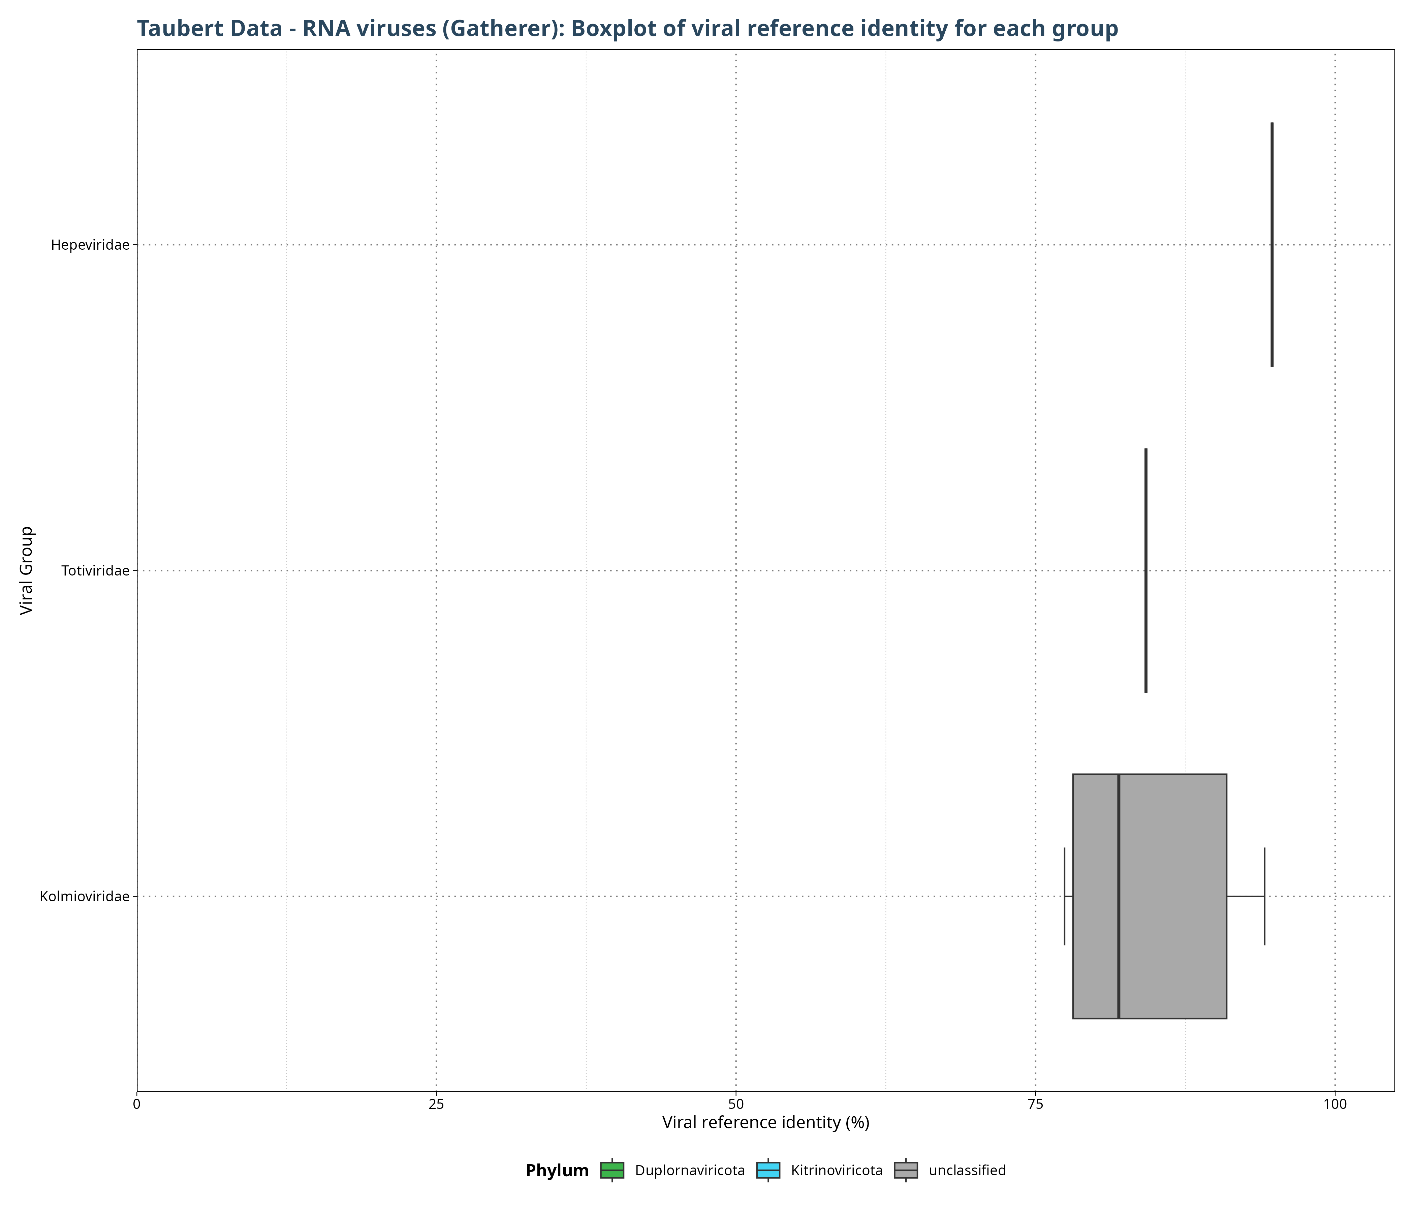 Taubert Data - RNA viruses (Gatherer): Boxplot of viral reference identity for each group
Viral Group
Hepeviridae
Totiviridae
Kolmioviridae
0 25 50 75 100
Viral reference identity (%)
Phylum Duplornaviricota Kitrinoviricota unclassified